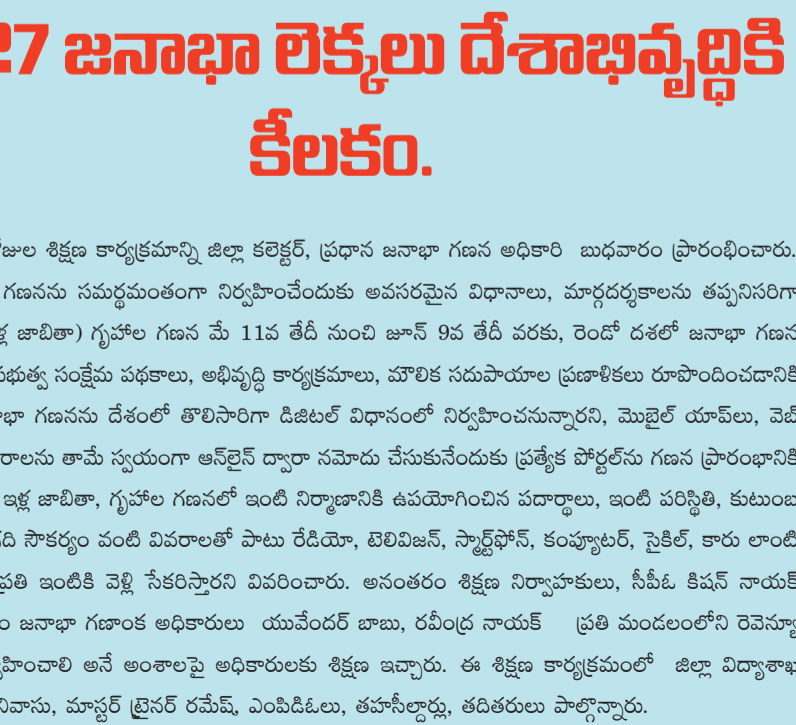 27 జనాభా లెక్కలు దేశాభివృద్ధికి
కీలకం.
శిక్షణ కార్యక్రమాన్ని జిల్లా కలెక్టర్, ప్రధాన జనాభా గణన అధికారి బుధవారం ప్రారంభించారు.
గణనను సమర్థమంతంగా నిర్వహించేందుకు అవసరమైన విధానాలు, మార్గదర్శకాలను తప్పనిసరిగా
జాబితా) గృహాల గణన మే 11వ తేదీ నుంచి జూన్ 9వ తేదీ వరకు, రెండో దశలో జనాభా గణన
సంక్షేమ పథకాలు, అభివృద్ధి కార్యక్రమాలు, మౌలిక సదుపాయాల ప్రణాళికలు రూపొందించడానికి
గణనను దేశంలో తొలిసారిగా డిజిటల్ విధానంలో నిర్వహించనున్నారని, మొబైల్ యాప్‌లు, వెబ్
రాలను తామే స్వయంగా ఆన్‌లైన్ ద్వారా నమోదు చేసుకునేందుకు ప్రత్యేక పోర్టల్‌ను గణన ప్రారంభానికి
ఇళ్ల జాబితా, గృహాల గణనలో ఇంటి నిర్మాణానికి ఉపయోగించిన పదార్థాలు, ఇంటి పరిస్థితి, కుటుంబ
సౌకర్యం వంటి వివరాలతో పాటు రేడియో, టెలివిజన్, స్మార్ట్‌ఫోన్, కంప్యూటర్, సైకిల్, కారు లాంటి
ప్రతి ఇంటికి వెళ్లి సేకరిస్తారని వివరించారు. అనంతరం శిక్షణ నిర్వాహకులు, సీపీఓ కిషన్ నాయక్
జనాభా గణాంక అధికారులు యువేందర్ బాబు, రవీంద్ర నాయక్ ప్రతి మండలంలోని రెవెన్యూ
హించాలి అనే అంశాలపై అధికారులకు శిక్షణ ఇచ్చారు. ఈ శిక్షణ కార్యక్రమంలో జిల్లా విద్యాశాఖ
నివాసు, మాస్టర్ ట్రైనర్ రమేష్, ఎంపిడిఓలు, తహసీల్దార్లు, తదితరులు పాల్గొన్నారు.